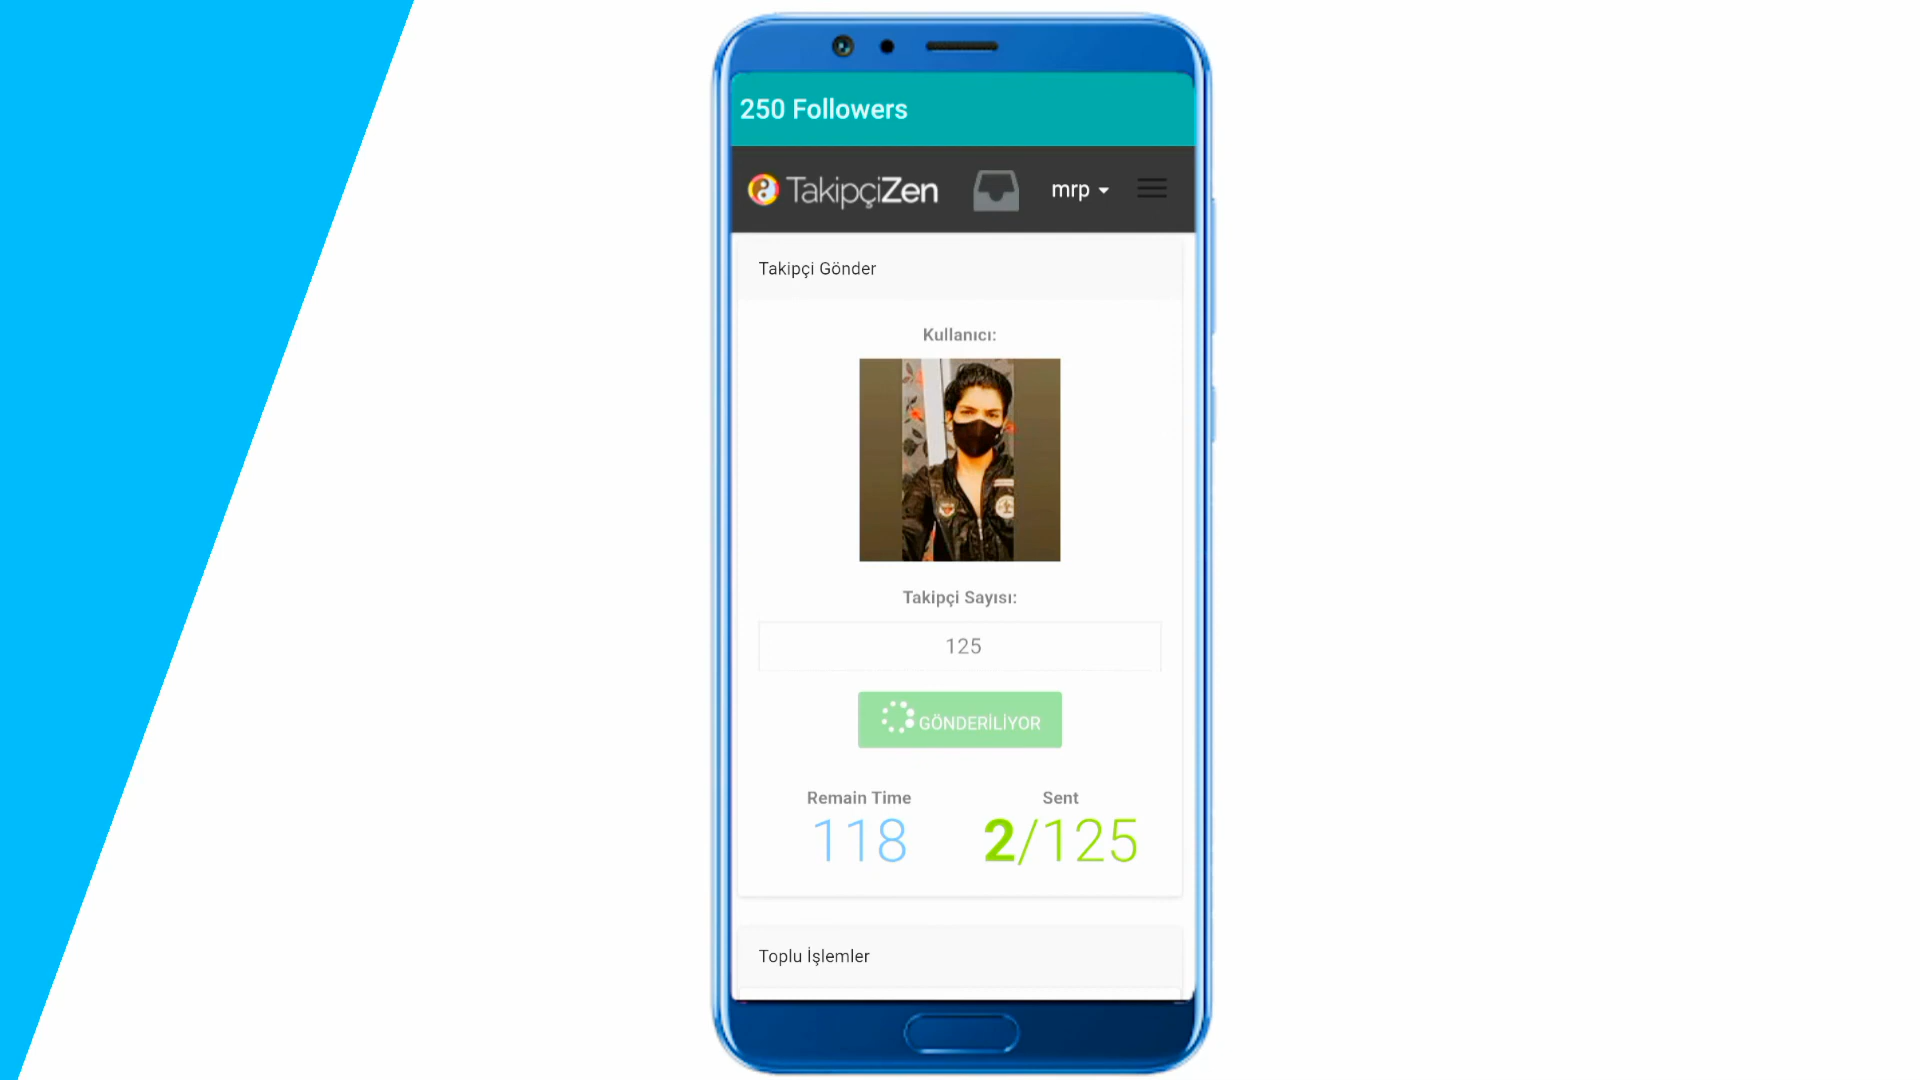 250 Followers
TakipçiZen
mrp
Takipçi Gönder
Kullanıcı:
Takipçi Sayısı:
125
GÖNDERİLİYOR
Remain Time
Sent
118
2/125
Toplu İşlemler